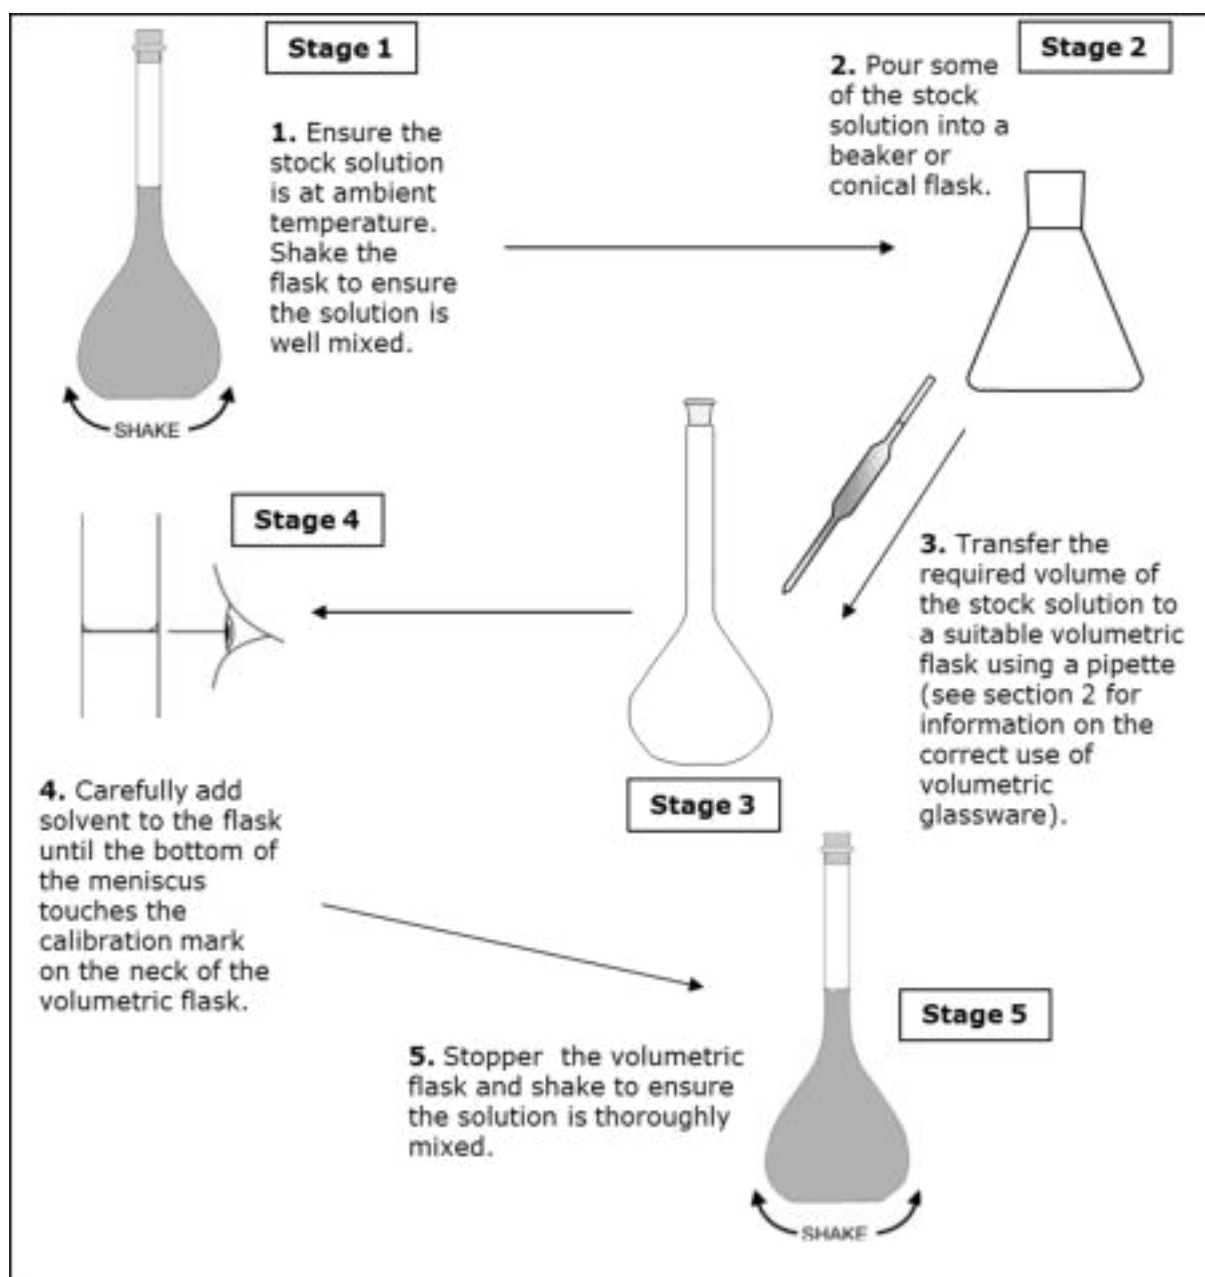 Stage 1
1. Ensure the
stock solution
is at ambient
temperature.
Shake the
flask to ensure
the solution is
well mixed.
SHAKE
Stage 2
2. Pour some
of the stock
solution into a
beaker or
conical flask.
3. Transfer the
required volume of
the stock solution to
a suitable volumetric
flask using a pipette
(see section 2 for
information on the
correct use of
volumetric
glassware).
Stage 3
Stage 4
4. Carefully add
solvent to the flask
until the bottom of
the meniscus
touches the
calibration mark
on the neck of the
volumetric flask.
Stage 5
5. Stopper the volumetric
flask and shake to ensure
the solution is thoroughly
mixed.
SHAKE